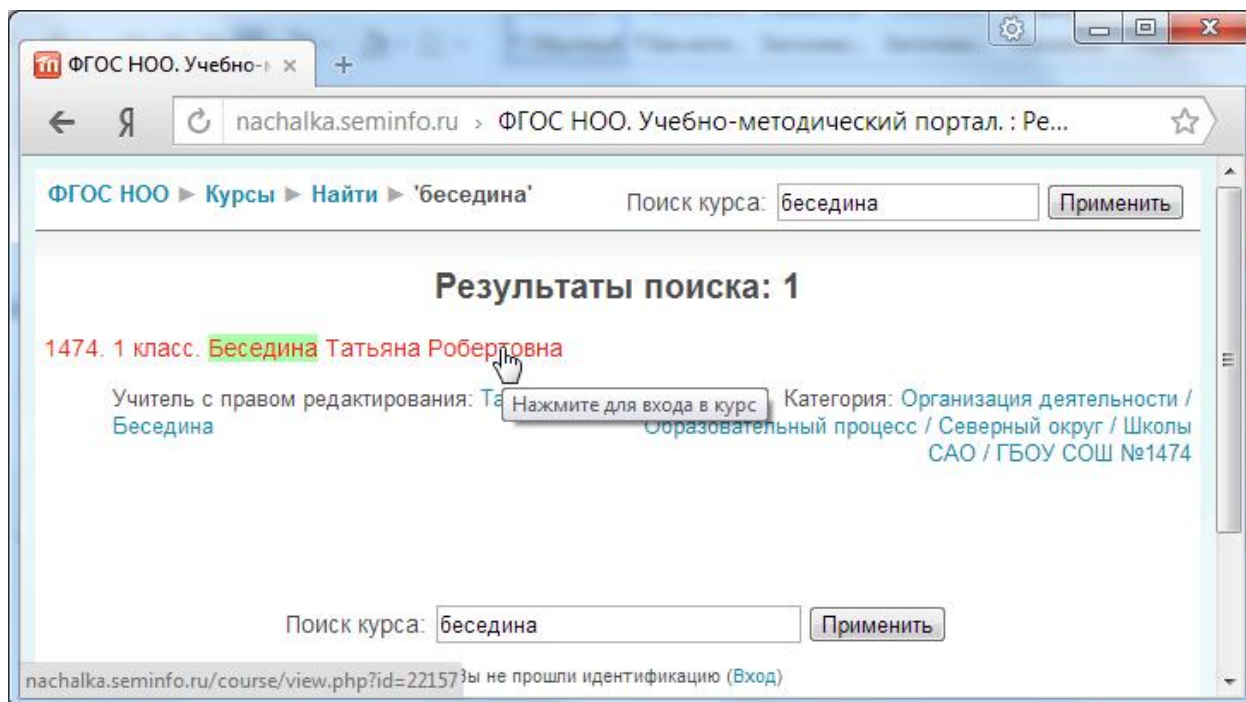 ФГОС НОО. Учебно-
nachalka.seminfo.ru › ФГОС НОО. Учебно-методический портал. : Ре...
ФГОС НОО ► Курсы ► Найти ► 'беседина' Поиск курса: беседина Применить
Результаты поиска: 1
1474. 1 класс. Беседина Татьяна Робертовна
Учитель с правом редактирования: Та
Беседина
Нажмите для входа в курс
Категория: Организация деятельности /
Образовательный процесс / Северный округ / Школы
САО / ГБОУ СОШ №1474
Поиск курса: беседина Применить
nachalka.seminfo.ru/course/view.php?id=22157
Вы не прошли идентификацию (Вход)